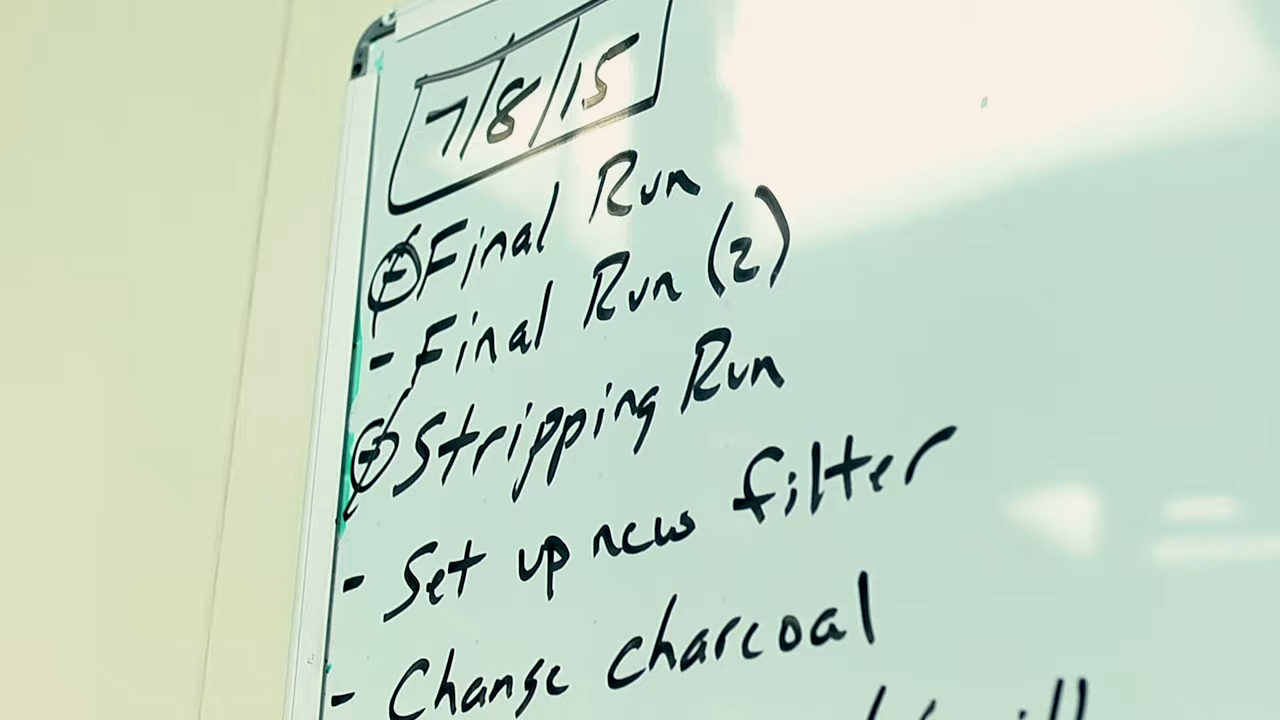 7/8/15
Final Run
- Final Run (2)
Stripping Run
- Set up new filter
- Change charcoal